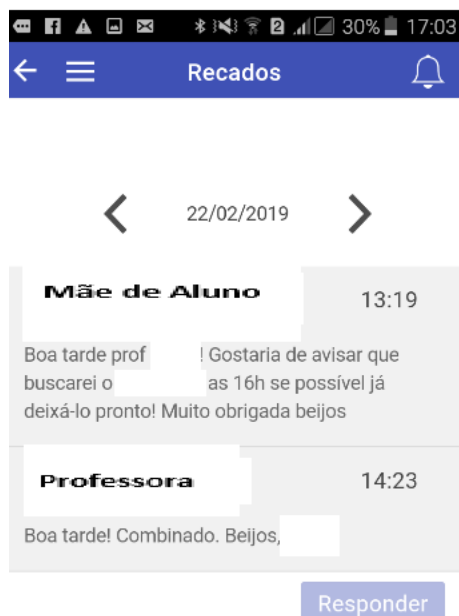 30% 17:03
Recados
22/02/2019
Mãe de Aluno 13:19
Boa tarde prof ! Gostaria de avisar que
buscarei o as 16h se possível já
deixá-lo pronto! Muito obrigada beijos
Professora 14:23
Boa tarde! Combinado. Beijos,
Responder